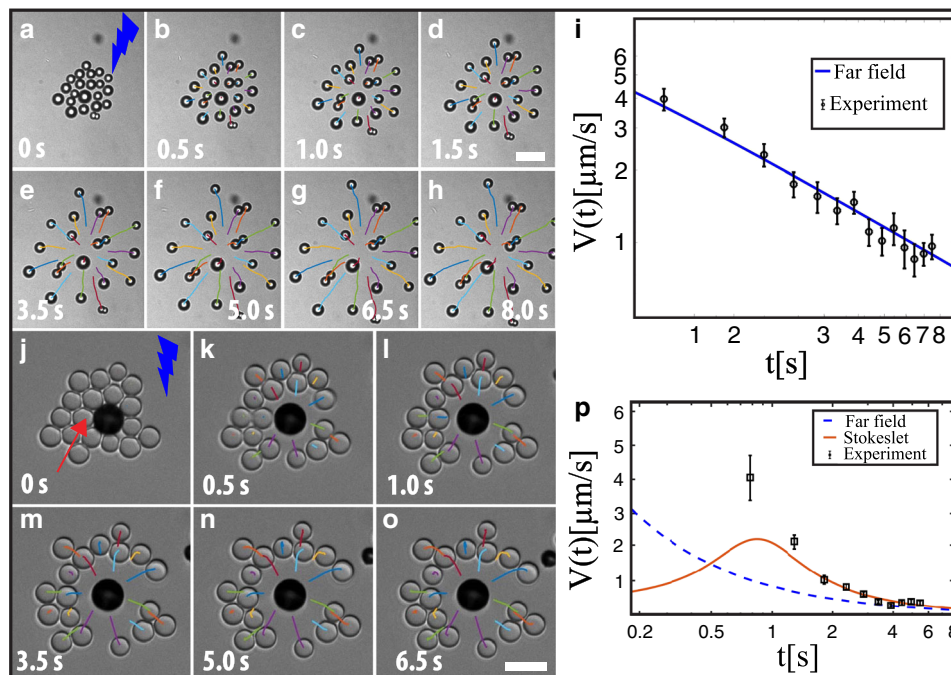 a
b
c
d
0 s
0.5 s
1.0 s
1.5 s
e
f
g
h
3.5 s
5.0 s
6.5 s
8.0 s
i
V(t)[μm/s]
6
5
4
3
2
1
Far field
Experiment
1 2 3 4 5 6 7 8
t[s]
j
k
l
0 s
0.5 s
1.0 s
m
n
o
3.5 s
5.0 s
6.5 s
p
V(t)[μm/s]
6
5
4
3
2
1
Far field
Stokeslet
Experiment
0.2 0.5 1 2 4 6
t[s]